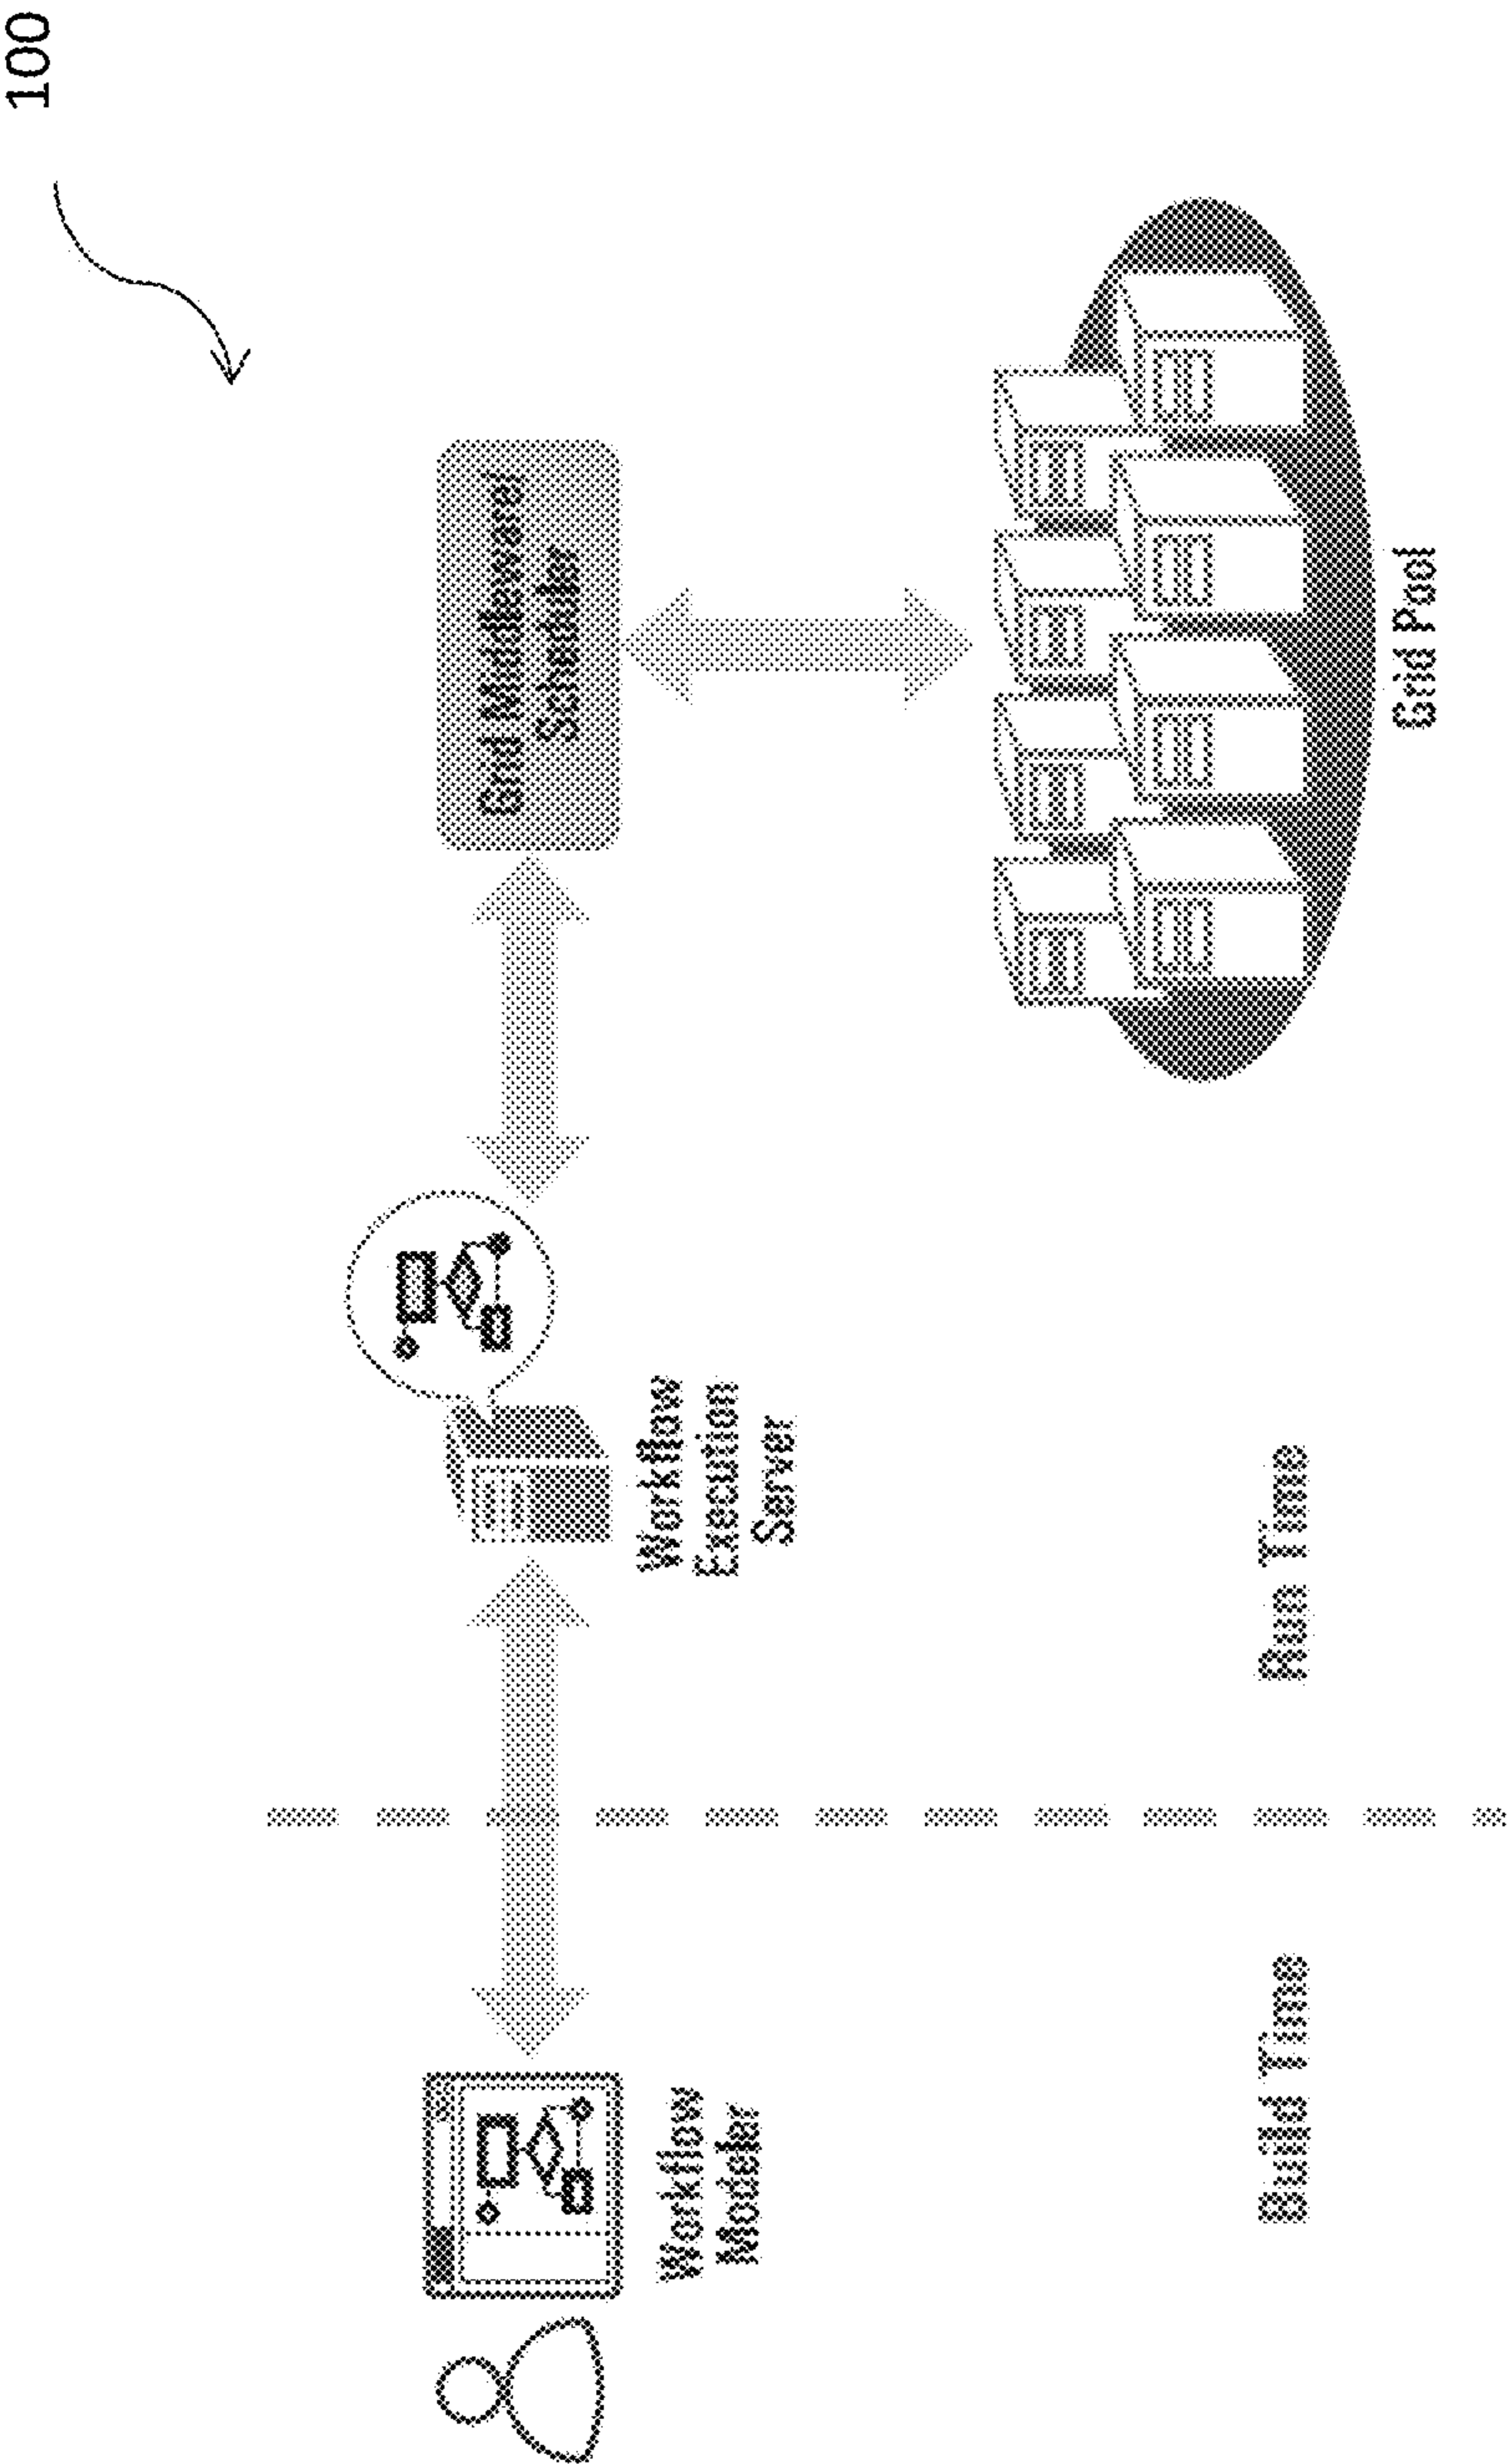 100
Workflow
Modeler
Workflow
Execution
Server
Grid Middleware/
Scheduler
Grid Pool
Build Time
Run Time